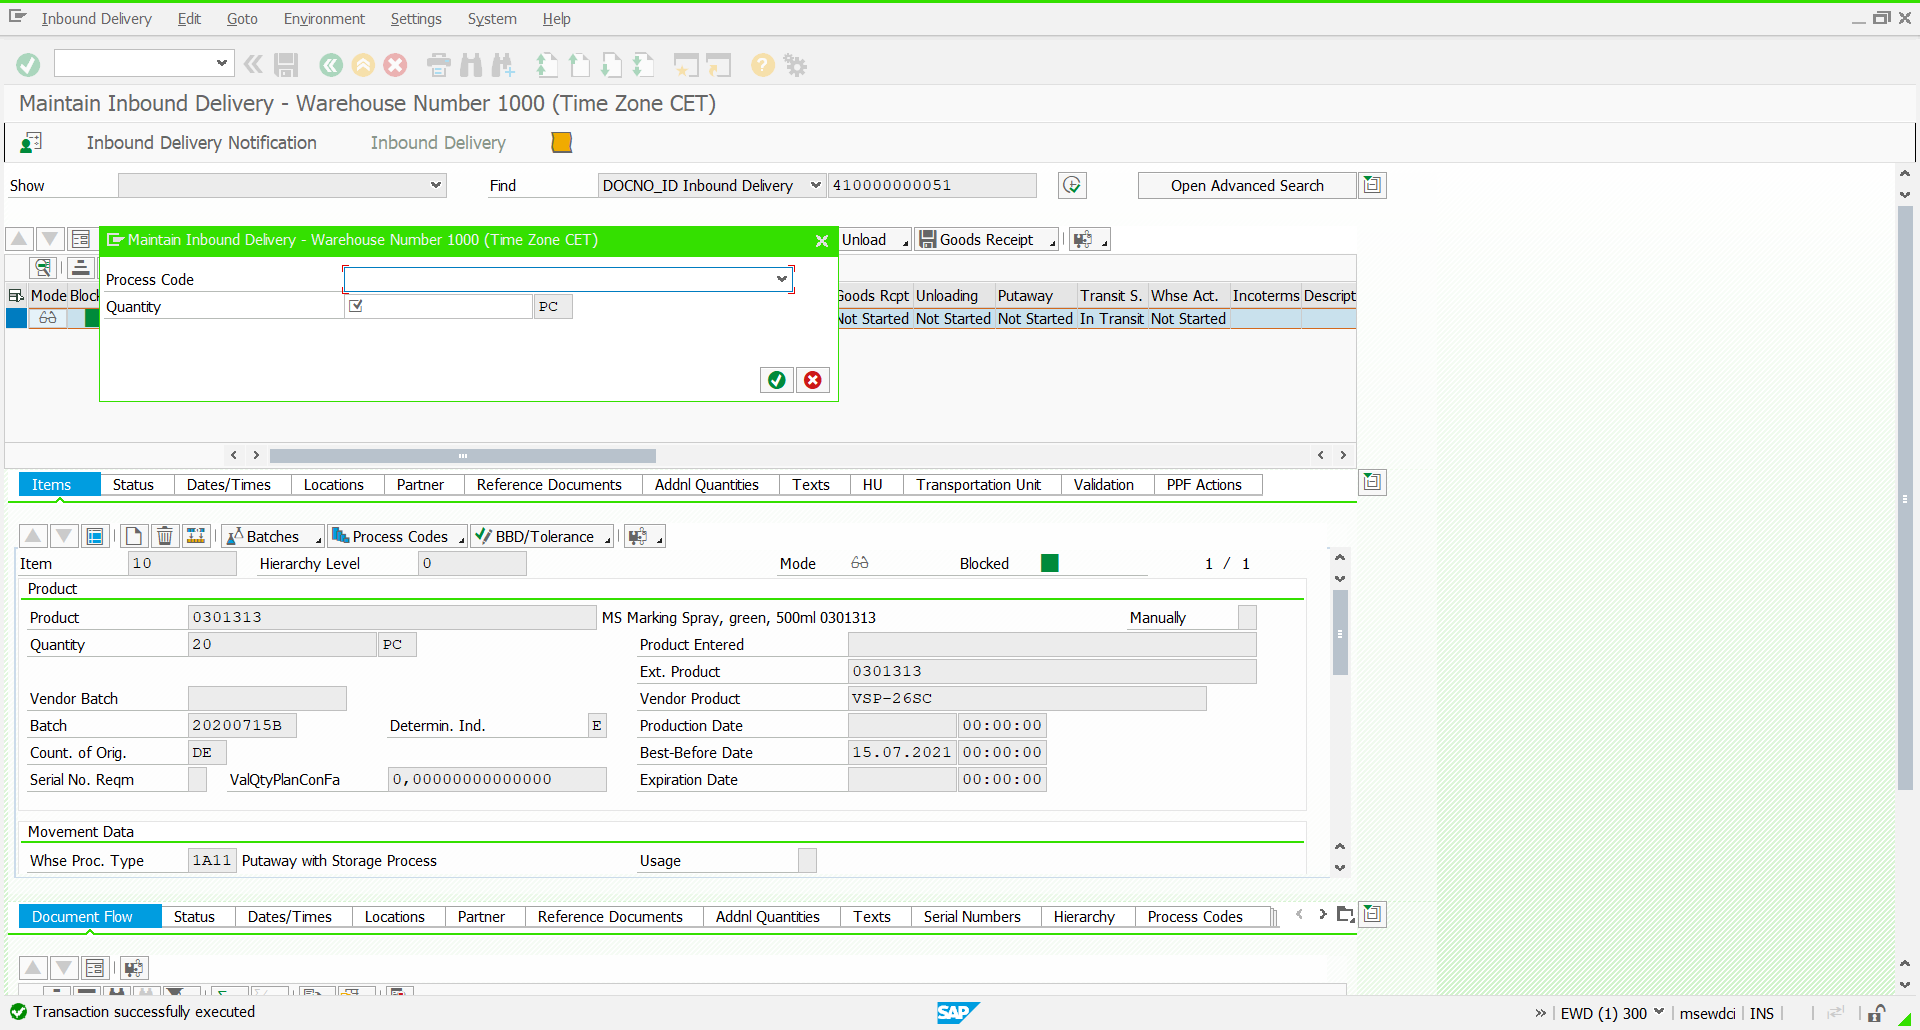 Inbound Delivery Edit Goto Environment Settings System Help
Maintain Inbound Delivery - Warehouse Number 1000 (Time Zone CET)
Inbound Delivery Notification Inbound Delivery
Show Find DOCNO_ID Inbound Delivery 410000000051 Open Advanced Search
Maintain Inbound Delivery - Warehouse Number 1000 (Time Zone CET) Unload Goods Receipt
Process Code
Mode Goods Rcpt Unloading Putaway Transit S. Whse Act. Incoterms Descript
Quantity PC
Not Started Not Started Not Started In Transit Not Started
Items Status Dates/Times Locations Partner Reference Documents Addnl Quantities Texts HU Transportation Unit Validation PPF Actions
Batches Process Codes BBD/Tolerance
Item 10 Hierarchy Level 0 Mode Blocked 1 / 1
Product
Product 0301313 MS Marking Spray, green, 500ml 0301313 Manually
Quantity 20 PC Product Entered
Ext. Product 0301313
Vendor Batch Vendor Product VSP-26SC
Batch 20200715B Determin. Ind. E Production Date 00:00:00
Count. of Orig. DE Best-Before Date 15.07.2021 00:00:00
Serial No. Reqm ValQtyPlanConFa 0,00000000000000 Expiration Date 00:00:00
Movement Data
Whse Proc. Type 1A11 Putaway with Storage Process Usage
Document Flow Status Dates/Times Locations Partner Reference Documents Addnl Quantities Texts Serial Numbers Hierarchy Process Codes
Transaction successfully executed SAP EWD (1) 300 msewdci INS